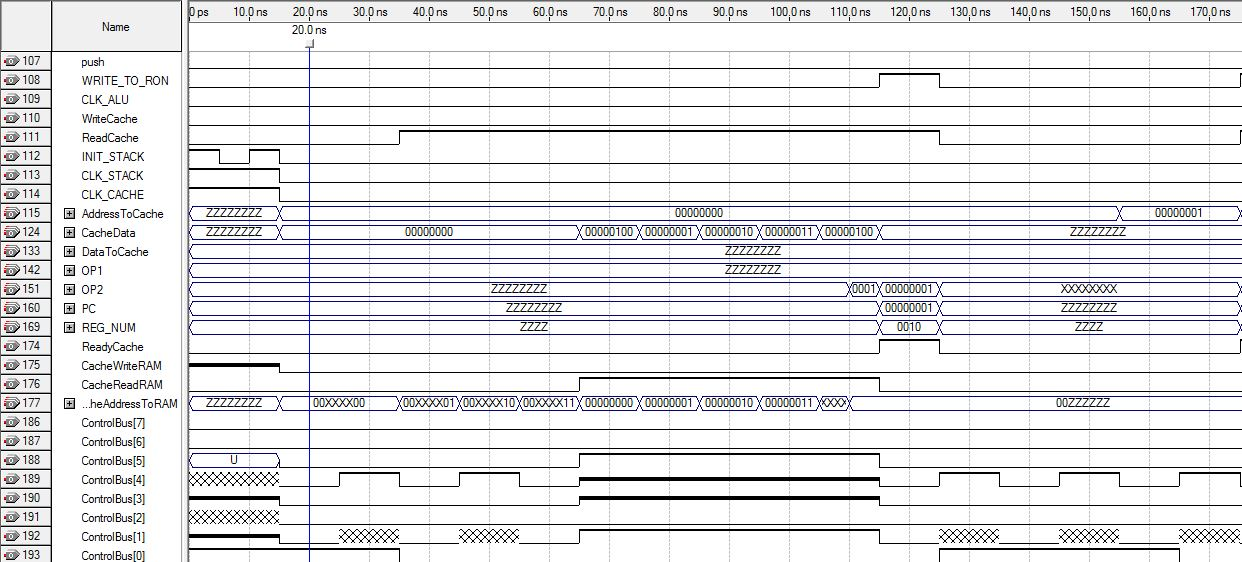 Name
0 ps 10.0 ns 20.0 ns 30.0 ns 40.0 ns 50.0 ns 60.0 ns 70.0 ns 80.0 ns 90.0 ns 100.0 ns 110.0 ns 120.0 ns 130.0 ns 140.0 ns 150.0 ns 160.0 ns 170.0 ns
20.0 ns
107 push
108 WRITE_TO_RON
109 CLK_ALU
110 WriteCache
111 ReadCache
112 INIT_STACK
113 CLK_STACK
114 CLK_CACHE
115 AddressToCache ZZZZZZZZ 00000000 00000001
124 CacheData ZZZZZZZZ 00000000 00000100 00000001 00000010 00000011 00000100 ZZZZZZZZ
133 DataToCache ZZZZZZZZ
142 OP1 ZZZZZZZZ
151 OP2 ZZZZZZZZ 0001 00000001 XXXXXXXX
160 PC ZZZZZZZZ 00000001 ZZZZZZZZ
169 REG_NUM ZZZZ 0010 ZZZZ
174 ReadyCache
175 CacheWriteRAM
176 CacheReadRAM
177 ...heAddressToRAM ZZZZZZZZ 00XXXX00 00XXXX01 00XXXX10 00XXXX11 00000000 00000001 00000010 00000011 XXXX 00ZZZZZZ
186 ControlBus[7]
187 ControlBus[6]
188 ControlBus[5] U
189 ControlBus[4]
190 ControlBus[3]
191 ControlBus[2]
192 ControlBus[1]
193 ControlBus[0]